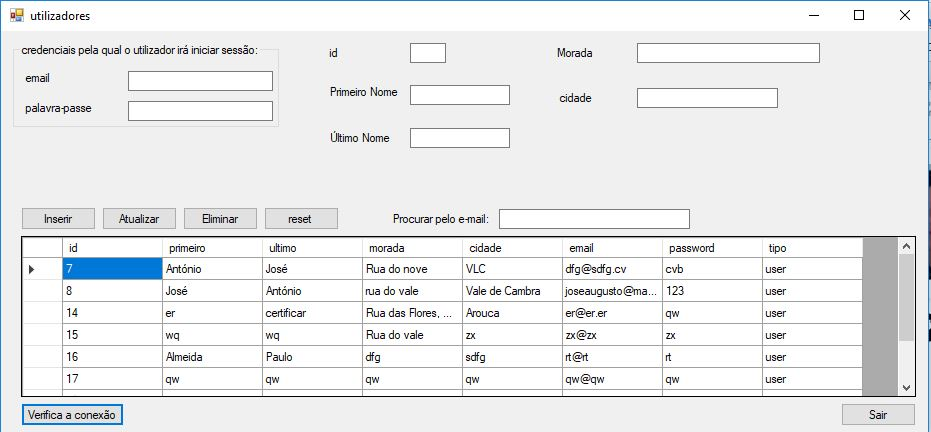 utilizadores
credenciais pela qual o utilizador irá iniciar sessão:
email
palavra-passe
id
Primeiro Nome
Último Nome
Morada
cidade
Inserir Atualizar Eliminar reset Procurar pelo e-mail:
id primeiro ultimo morada cidade email password tipo
7 António José Rua do nove VLC dfg@sdfg.cv cvb user
8 José António rua do vale Vale de Cambra joseaugusto@ma... 123 user
14 er certificar Rua das Flores, ... Arouca er@er.er qw user
15 wq wq Rua do vale zx zx@zx zx user
16 Almeida Paulo dfg sdfg rt@rt rt user
17 qw qw qw qw qw@qw qw user
Verifica a conexão Sair